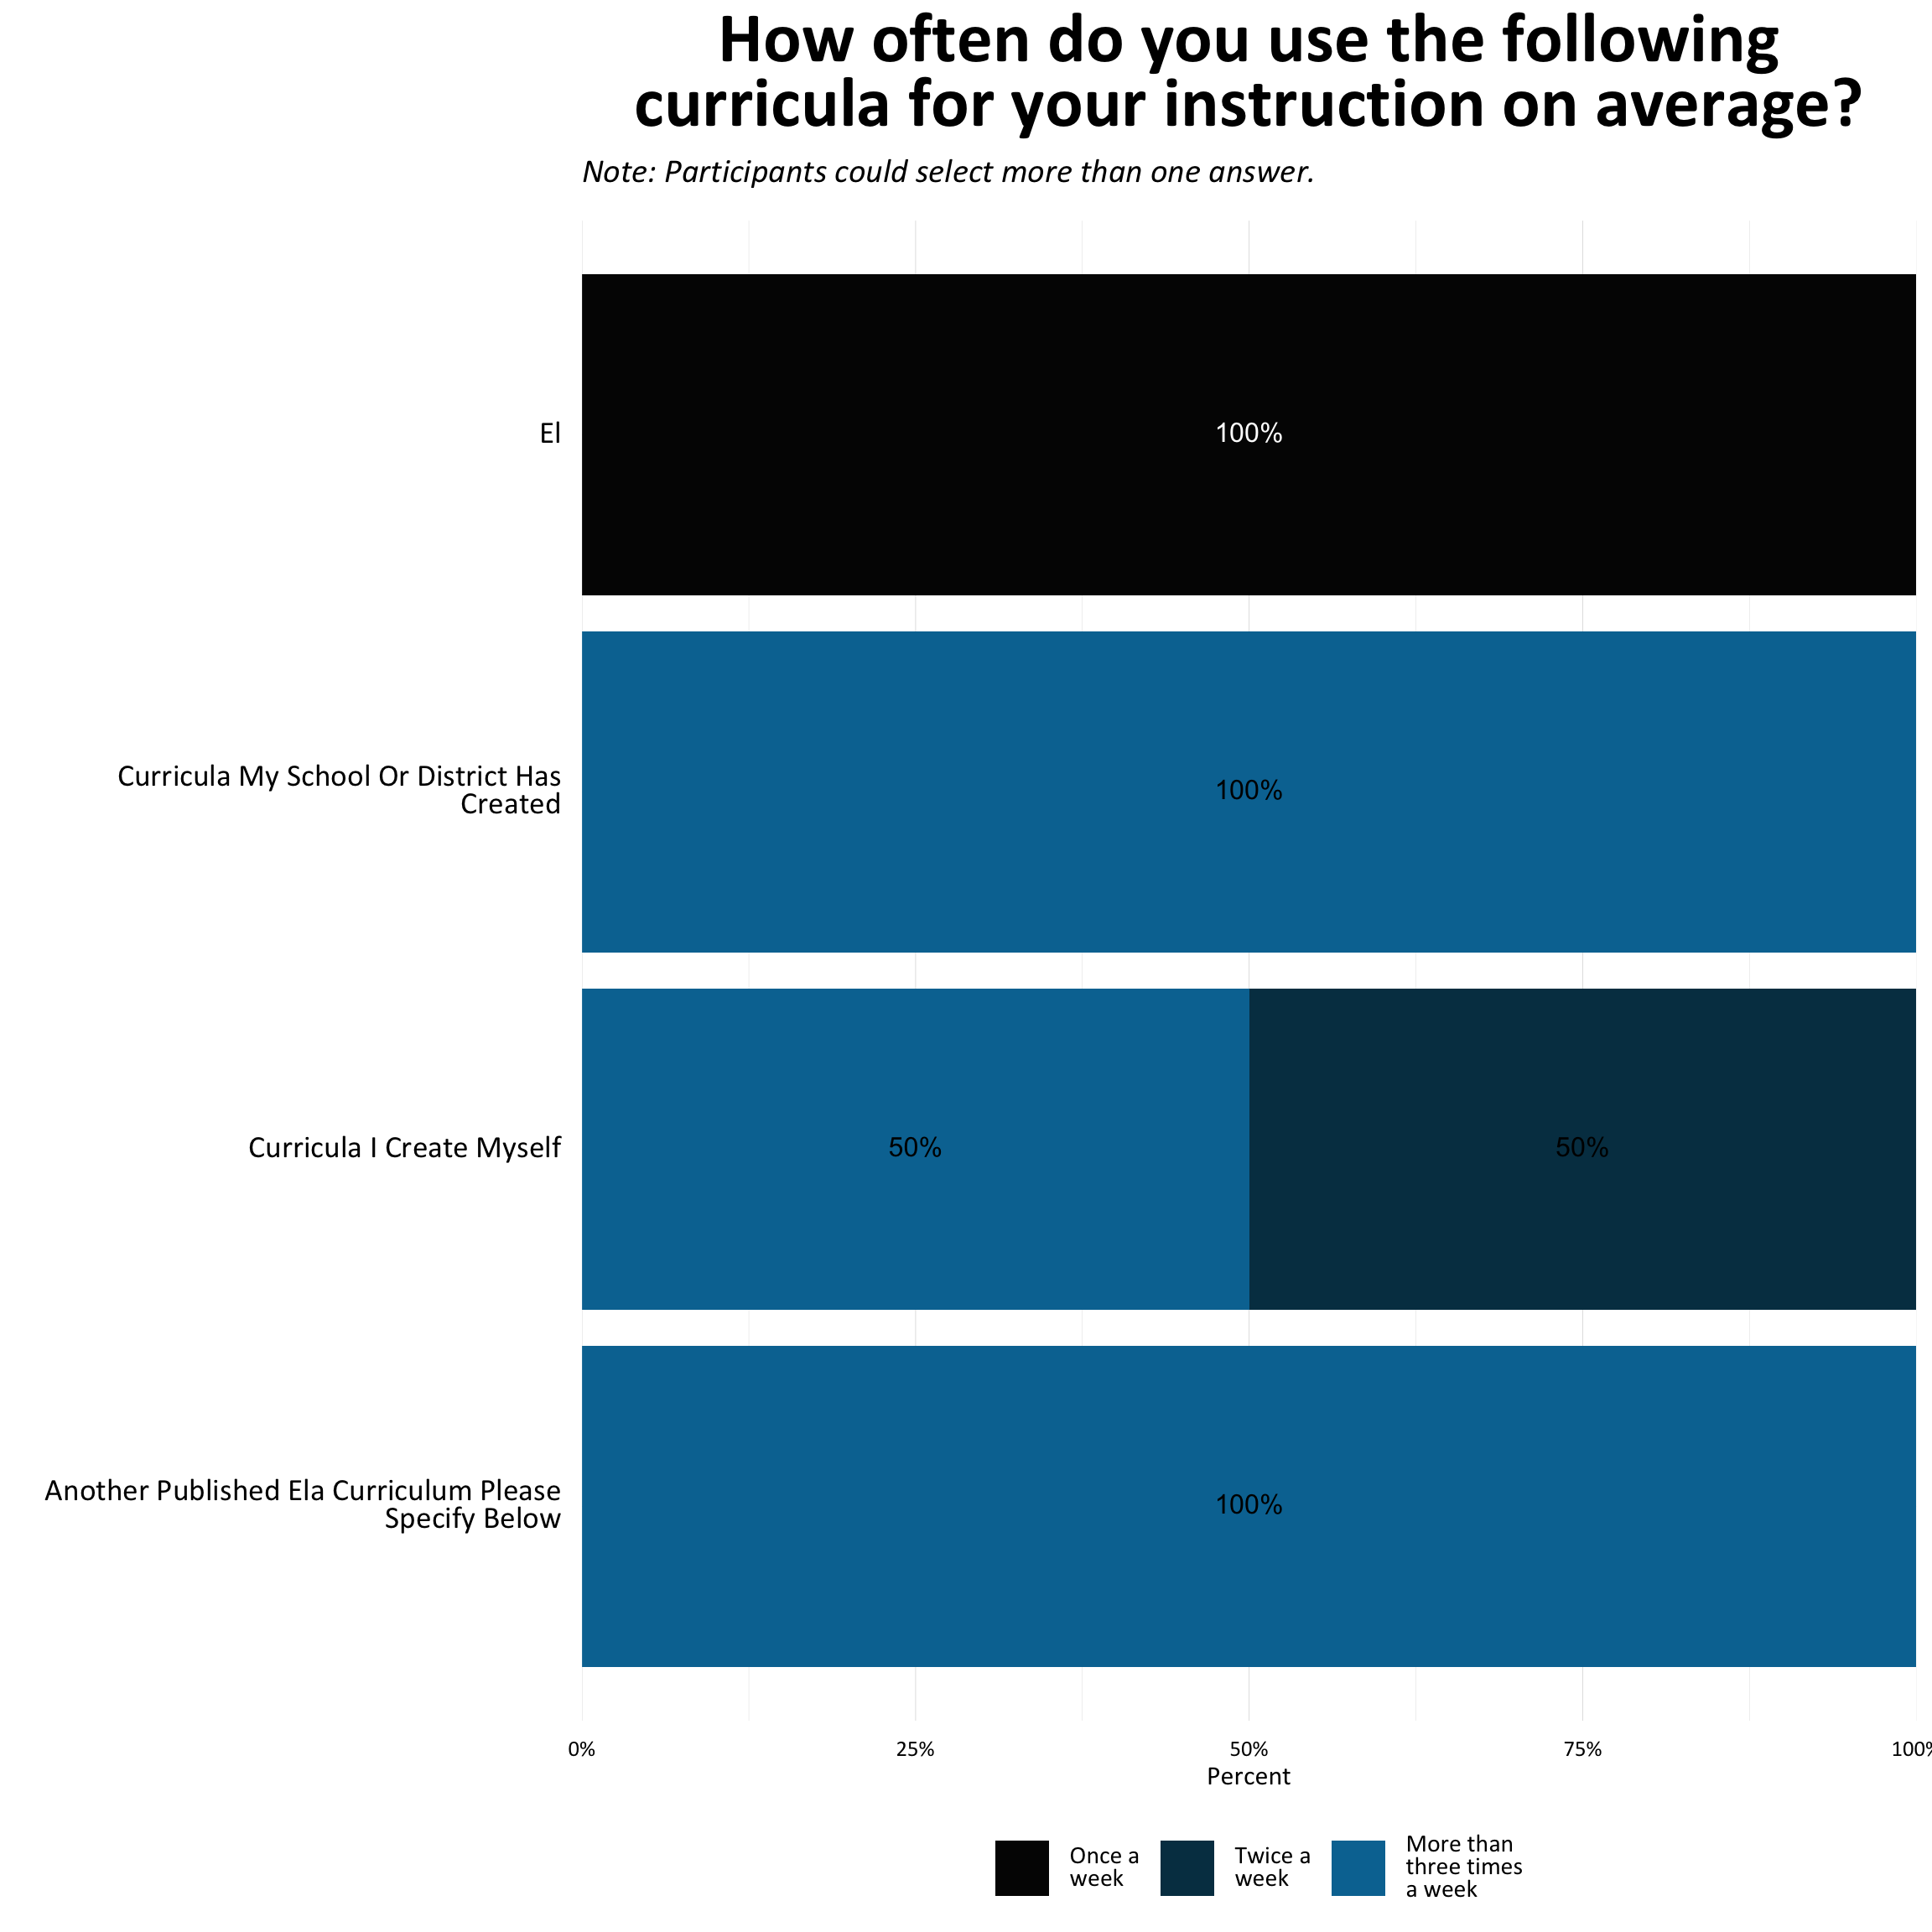 How often do you use the following
curricula for your instruction on average?
Note: Participants could select more than one answer.
El
100%
Curricula My School Or District Has
Created
100%
Curricula I Create Myself
50%
50%
Another Published Ela Curriculum Please
Specify Below
100%
0%
25%
50%
75%
100%
Percent
Once a
week
Twice a
week
More than
three times
a week